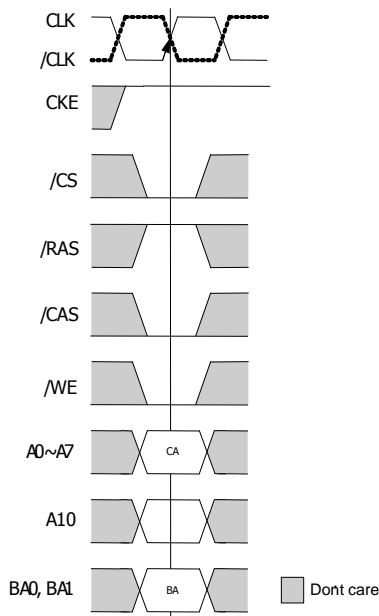 CLK
/CLK
CKE
/CS
/RAS
/CAS
/WE
A0~A7
CA
A10
BA0, BA1
BA
Dont care